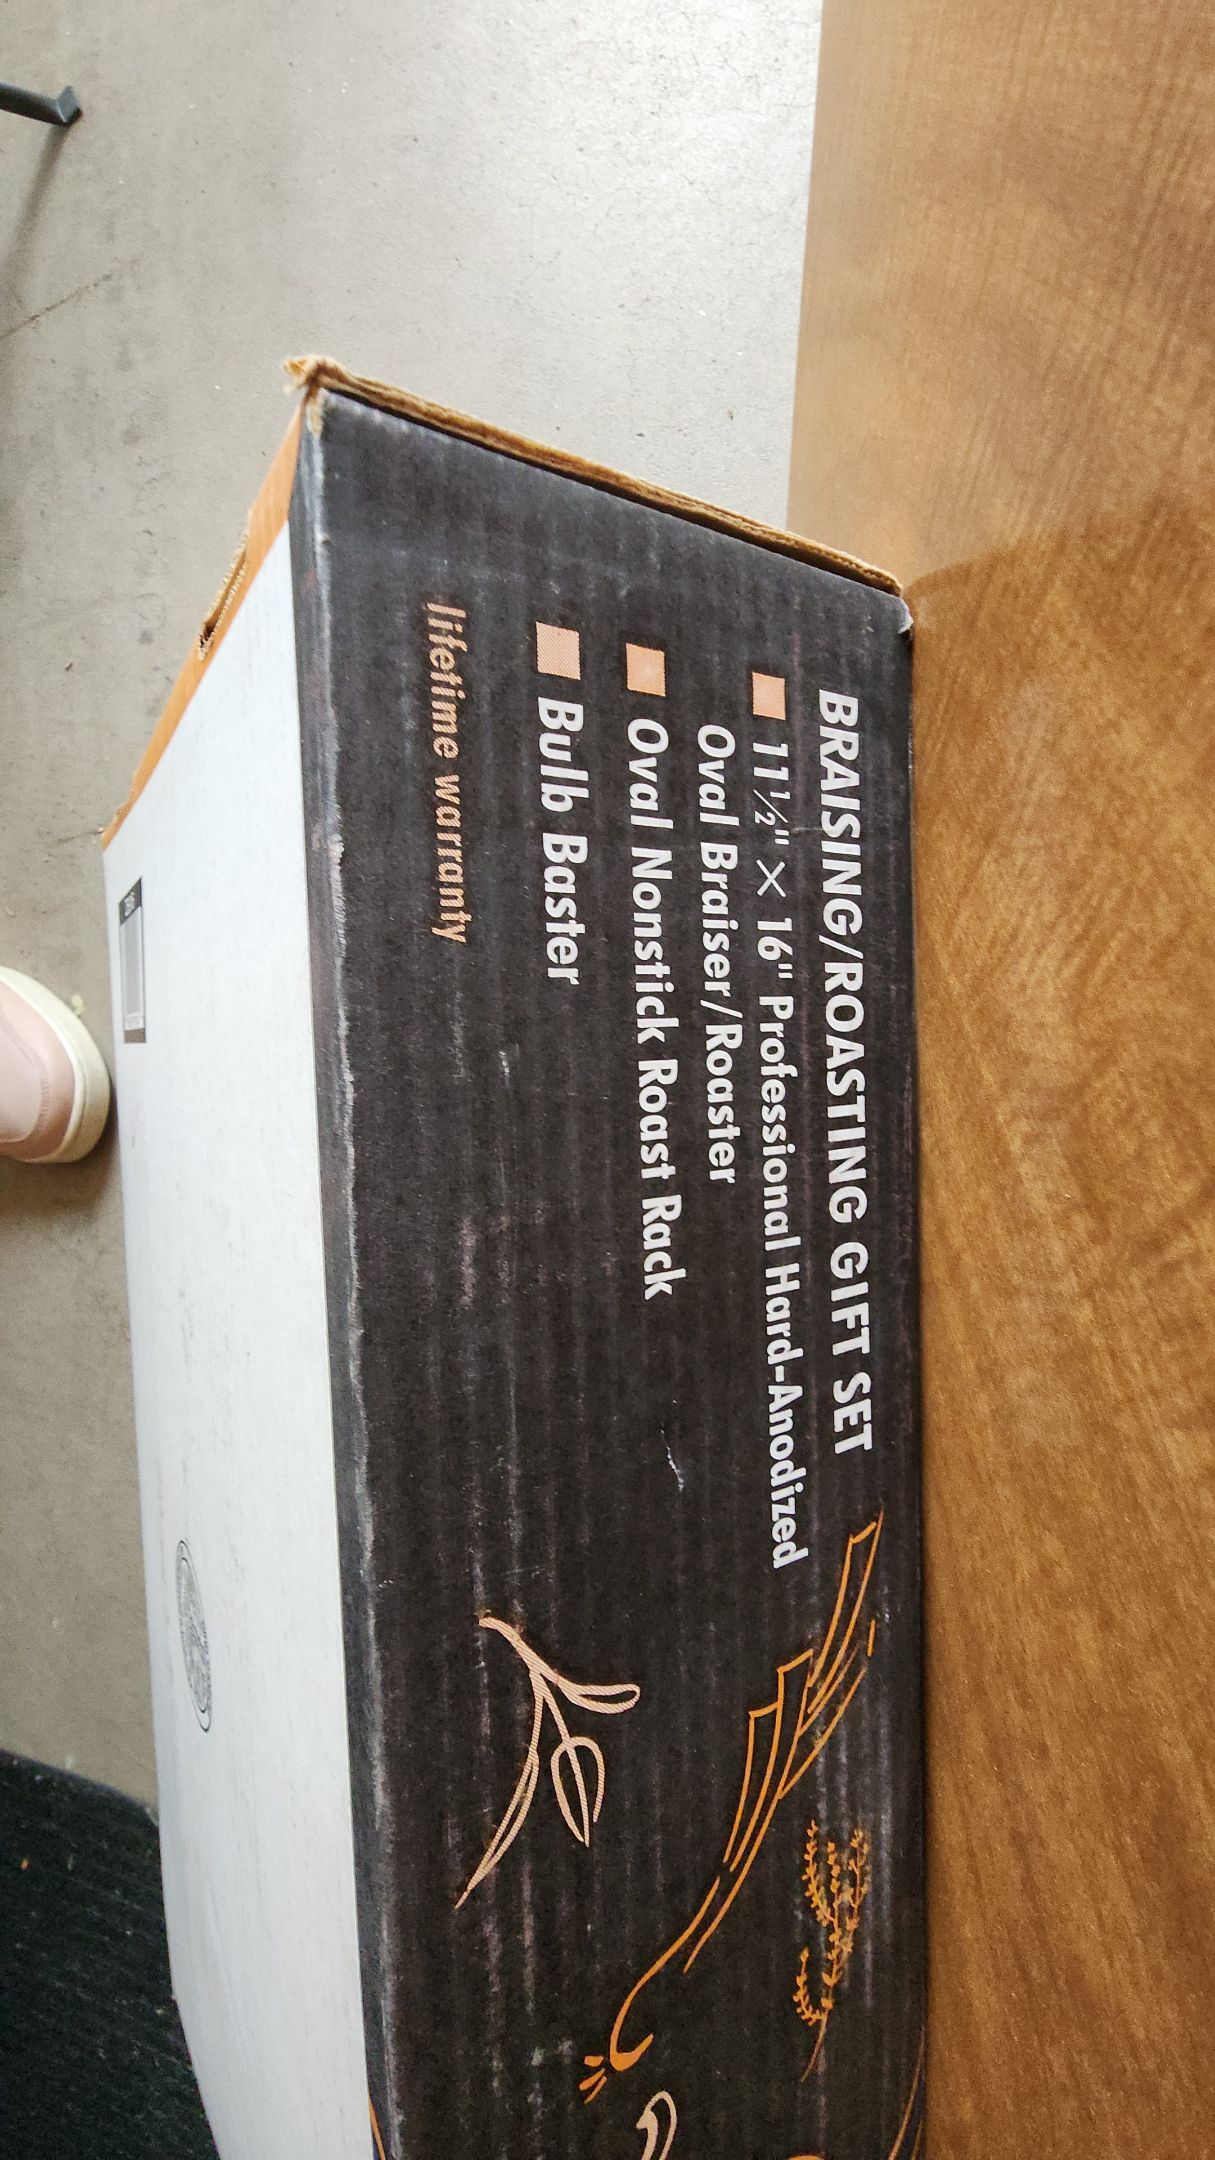 BRAISING/ROASTING GIFT SET
11½" × 16" Professional Hard-Anodized
Oval Braiser/Roaster
Oval Nonstick Roast Rack
Bulb Baster
lifetime warranty